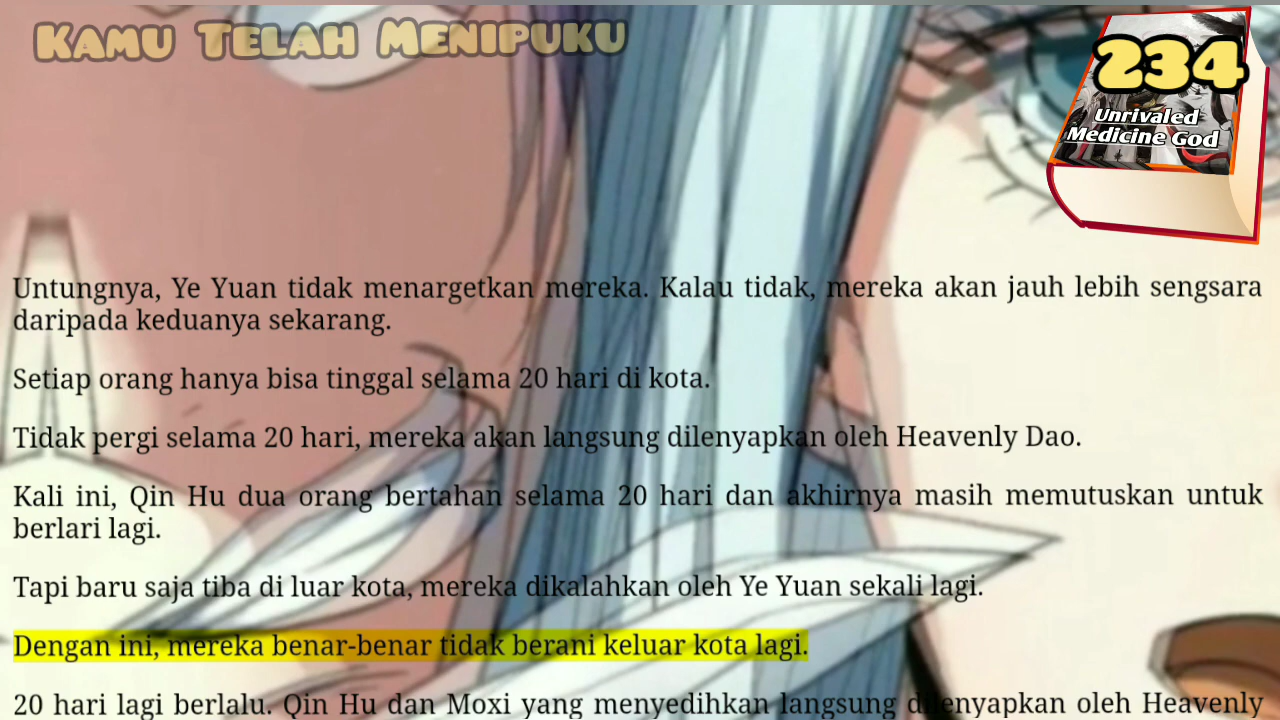 Kamu Telah Menipuku
234
Unrivaled
Medicine God
Untungnya, Ye Yuan tidak menargetkan mereka. Kalau tidak, mereka akan jauh lebih sengsara
daripada keduanya sekarang.
Setiap orang hanya bisa tinggal selama 20 hari di kota.
Tidak pergi selama 20 hari, mereka akan langsung dilenyapkan oleh Heavenly Dao.
Kali ini, Qin Hu dua orang bertahan selama 20 hari dan akhirnya masih memutuskan untuk
berlari lagi.
Tapi baru saja tiba di luar kota, mereka dikalahkan oleh Ye Yuan sekali lagi.
Dengan ini, mereka benar-benar tidak berani keluar kota lagi.
20 hari lagi berlalu. Qin Hu dan Moxi yang menyedihkan langsung dilenyapkan oleh Heavenly